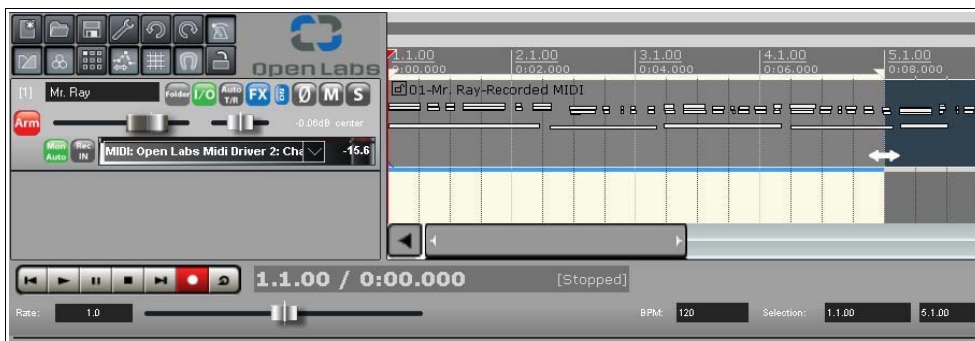 Open Labs
1.1.00 2.1.00 3.1.00 4.1.00 5.1.00
0:00.000 0:02.000 0:04.000 0:06.000 0:08.000
[1] Mr. Ray Folder I/O Auto T/R FX ENV Ø M S
01-Mr. Ray-Recorded MIDI
Arm -0.06dB center
Mon Auto Rec IN MIDI: Open Labs Midi Driver 2: Cha -15.6
1.1.00 / 0:00.000 [Stopped]
Rate: 1.0 BPM: 120 Selection: 1.1.00 5.1.00